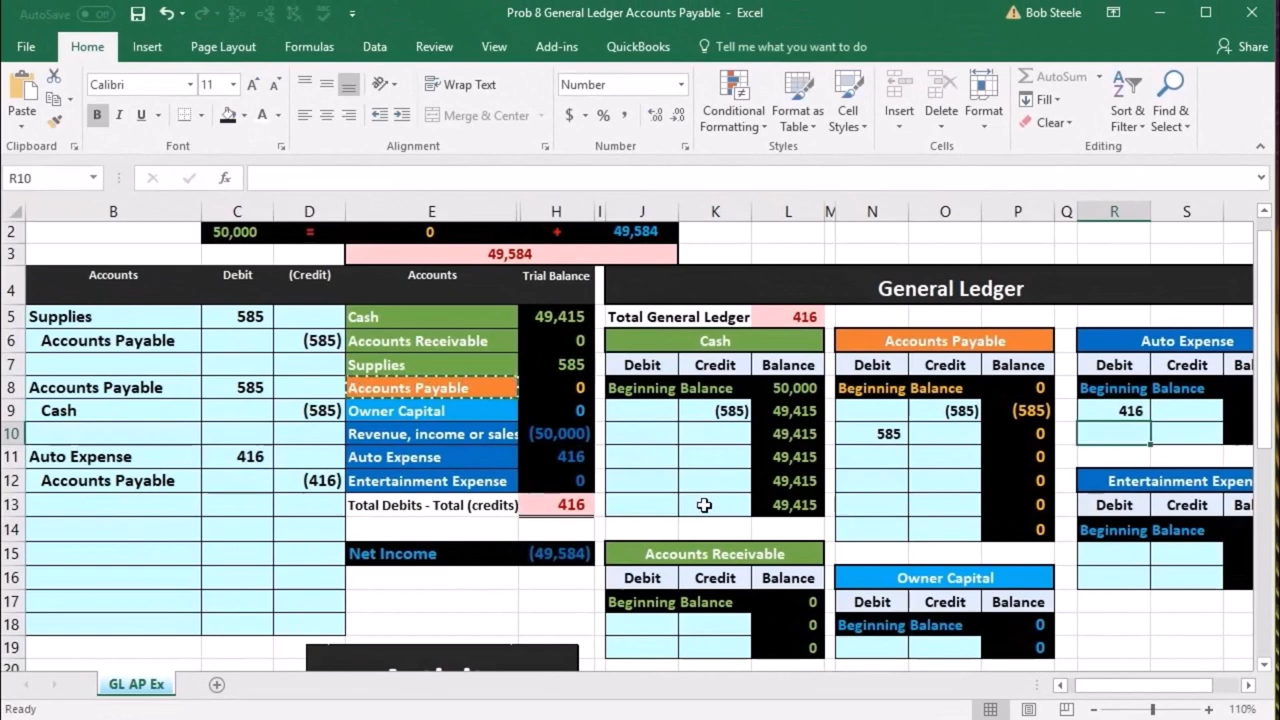 AutoSave Off Prob 8 General Ledger Accounts Payable - Excel Bob Steele
File Home Insert Page Layout Formulas Data Review View Add-ins QuickBooks Tell me what you want to do Share
Paste Calibri 11 Wrap Text Number Conditional Formatting Format as Table Cell Styles Insert Delete Format AutoSum Sort & Filter Find & Select
B I U Merge & Center $ % , Fill
Clear
Clipboard Font Alignment Number Styles Cells Editing
R10 fx
B C D E H I J K L M N O P Q R S
2 50,000 = 0 + 49,584
3 49,584
4 Accounts Debit (Credit) Accounts Trial Balance General Ledger
5 Supplies 585 Cash 49,415 Total General Ledger 416
6 Accounts Payable (585) Accounts Receivable 0 Cash Accounts Payable Auto Expense
7 Supplies 585 Debit Credit Balance Debit Credit Balance Debit Credit Bal
8 Accounts Payable 585 Accounts Payable 0 Beginning Balance 50,000 Beginning Balance 0 Beginning Balance
9 Cash (585) Owner Capital 0 (585) 49,415 (585) (585) 416
10 Revenue, income or sales (50,000) 49,415 585 0
11 Auto Expense 416 Auto Expense 416 49,415 0
12 Accounts Payable (416) Entertainment Expense 0 49,415 0 Entertainment Expen
13 Total Debits - Total (credits) 416 49,415 0 Debit Credit Bal
14 0 Beginning Balance
15 Net Income (49,584) Accounts Receivable
16 Debit Credit Balance Owner Capital
17 Beginning Balance 0 Debit Credit Balance
18 0 Beginning Balance 0
19 0 0
GL AP Ex
Ready 110%